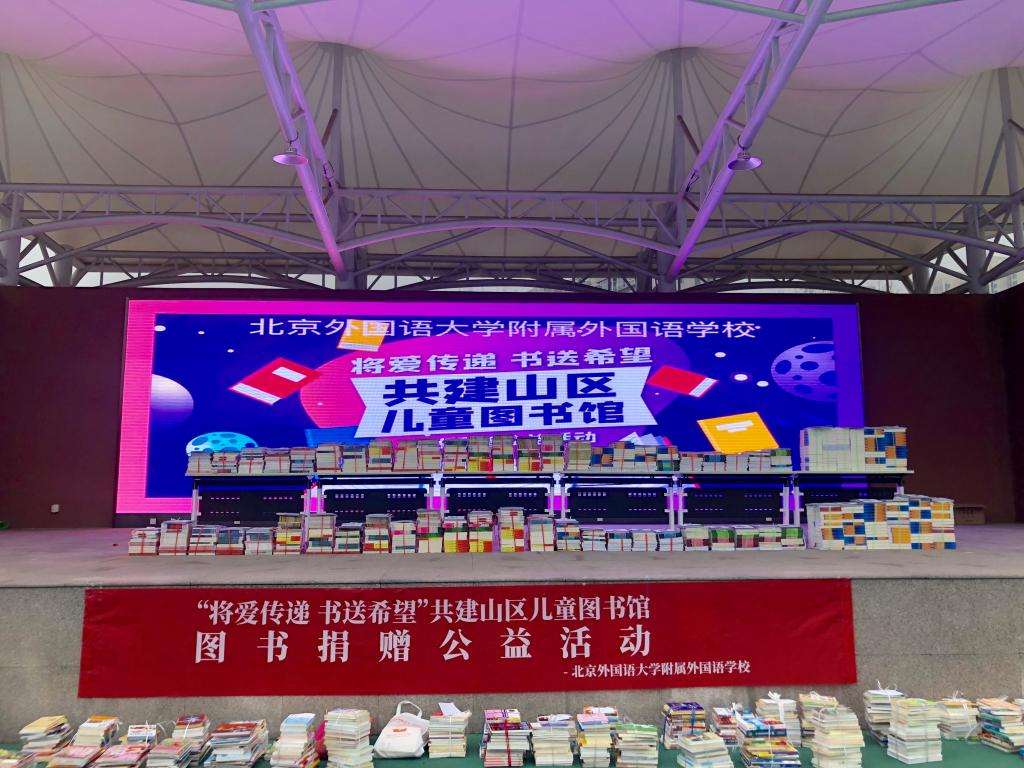 北京外国语大学附属外国语学校
将爱传递 书送希望
共建山区
儿童图书馆
活动
“将爱传递 书送希望”共建山区儿童图书馆
图书捐赠公益活动
- 北京外国语大学附属外国语学校